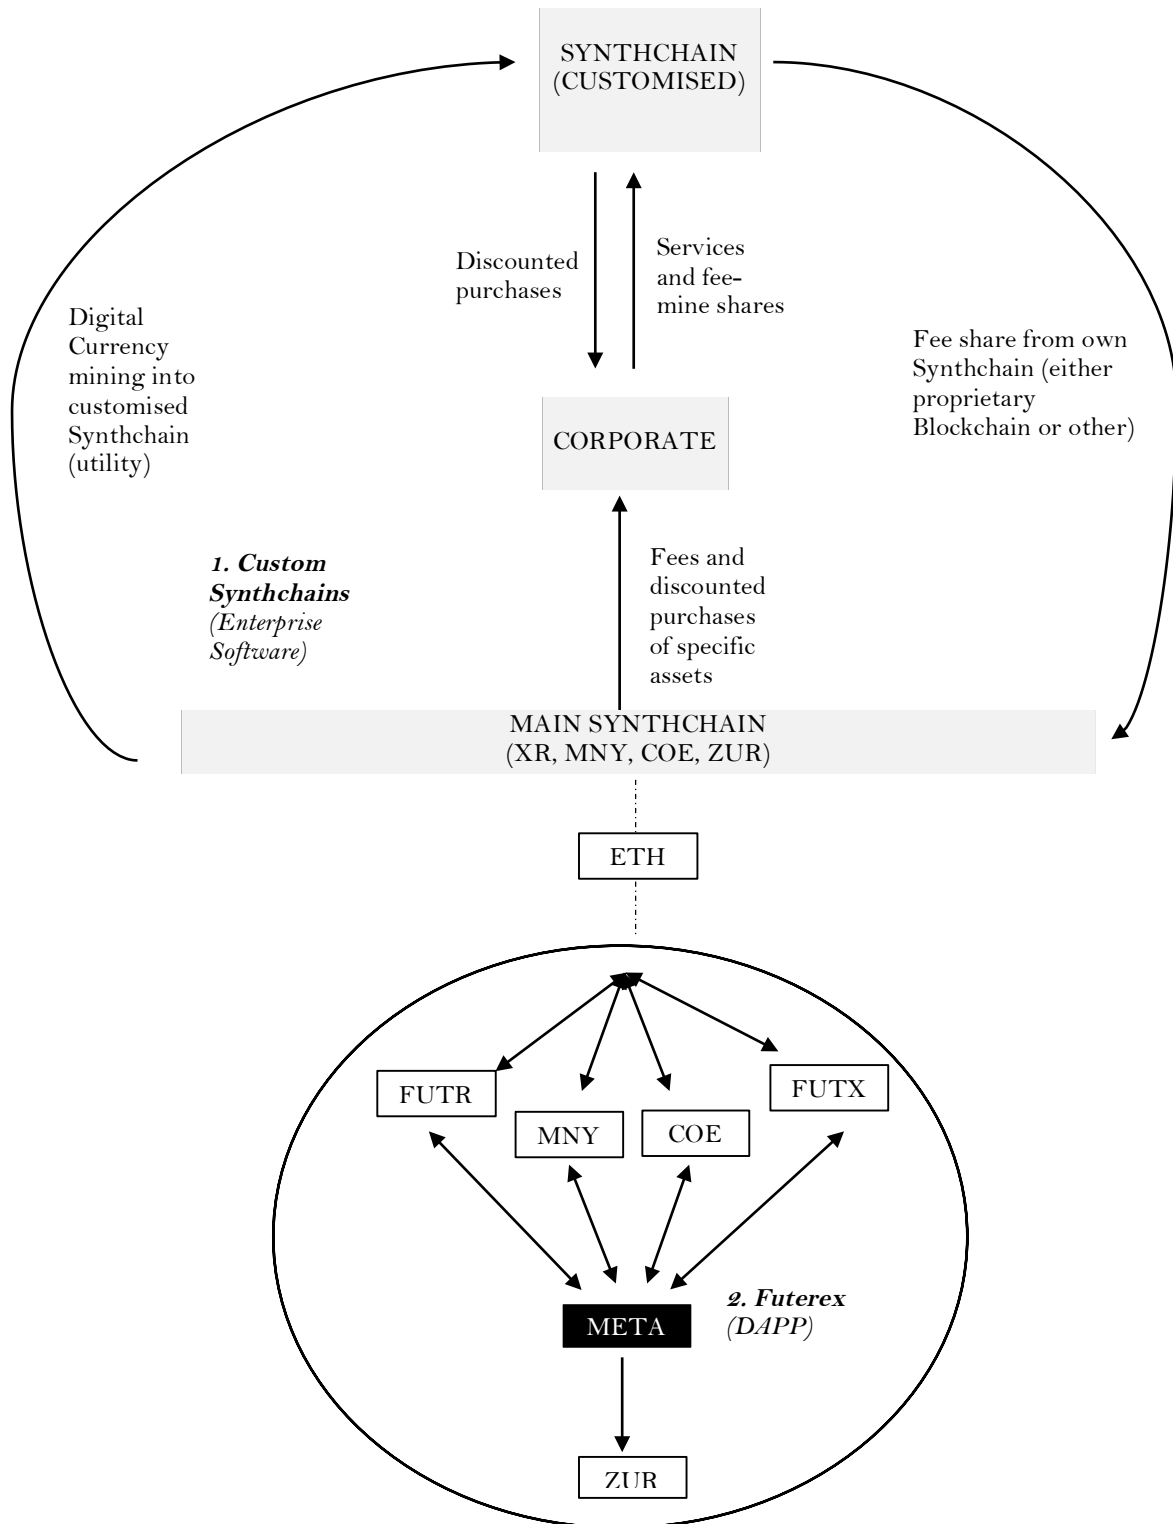 SYNTHCHAIN
(CUSTOMISED)
Discounted
purchases
Services
and fee-
mine shares
Digital
Currency
mining into
customised
Synthchain
(utility)
Fee share from own
Synthchain (either
proprietary
Blockchain or other)
CORPORATE
1. Custom
Synthchains
(Enterprise
Software)
Fees and
discounted
purchases
of specific
assets
MAIN SYNTHCHAIN
(XR, MNY, COE, ZUR)
ETH
FUTR
FUTX
MNY
COE
META
2. Futerex
(DAPP)
ZUR